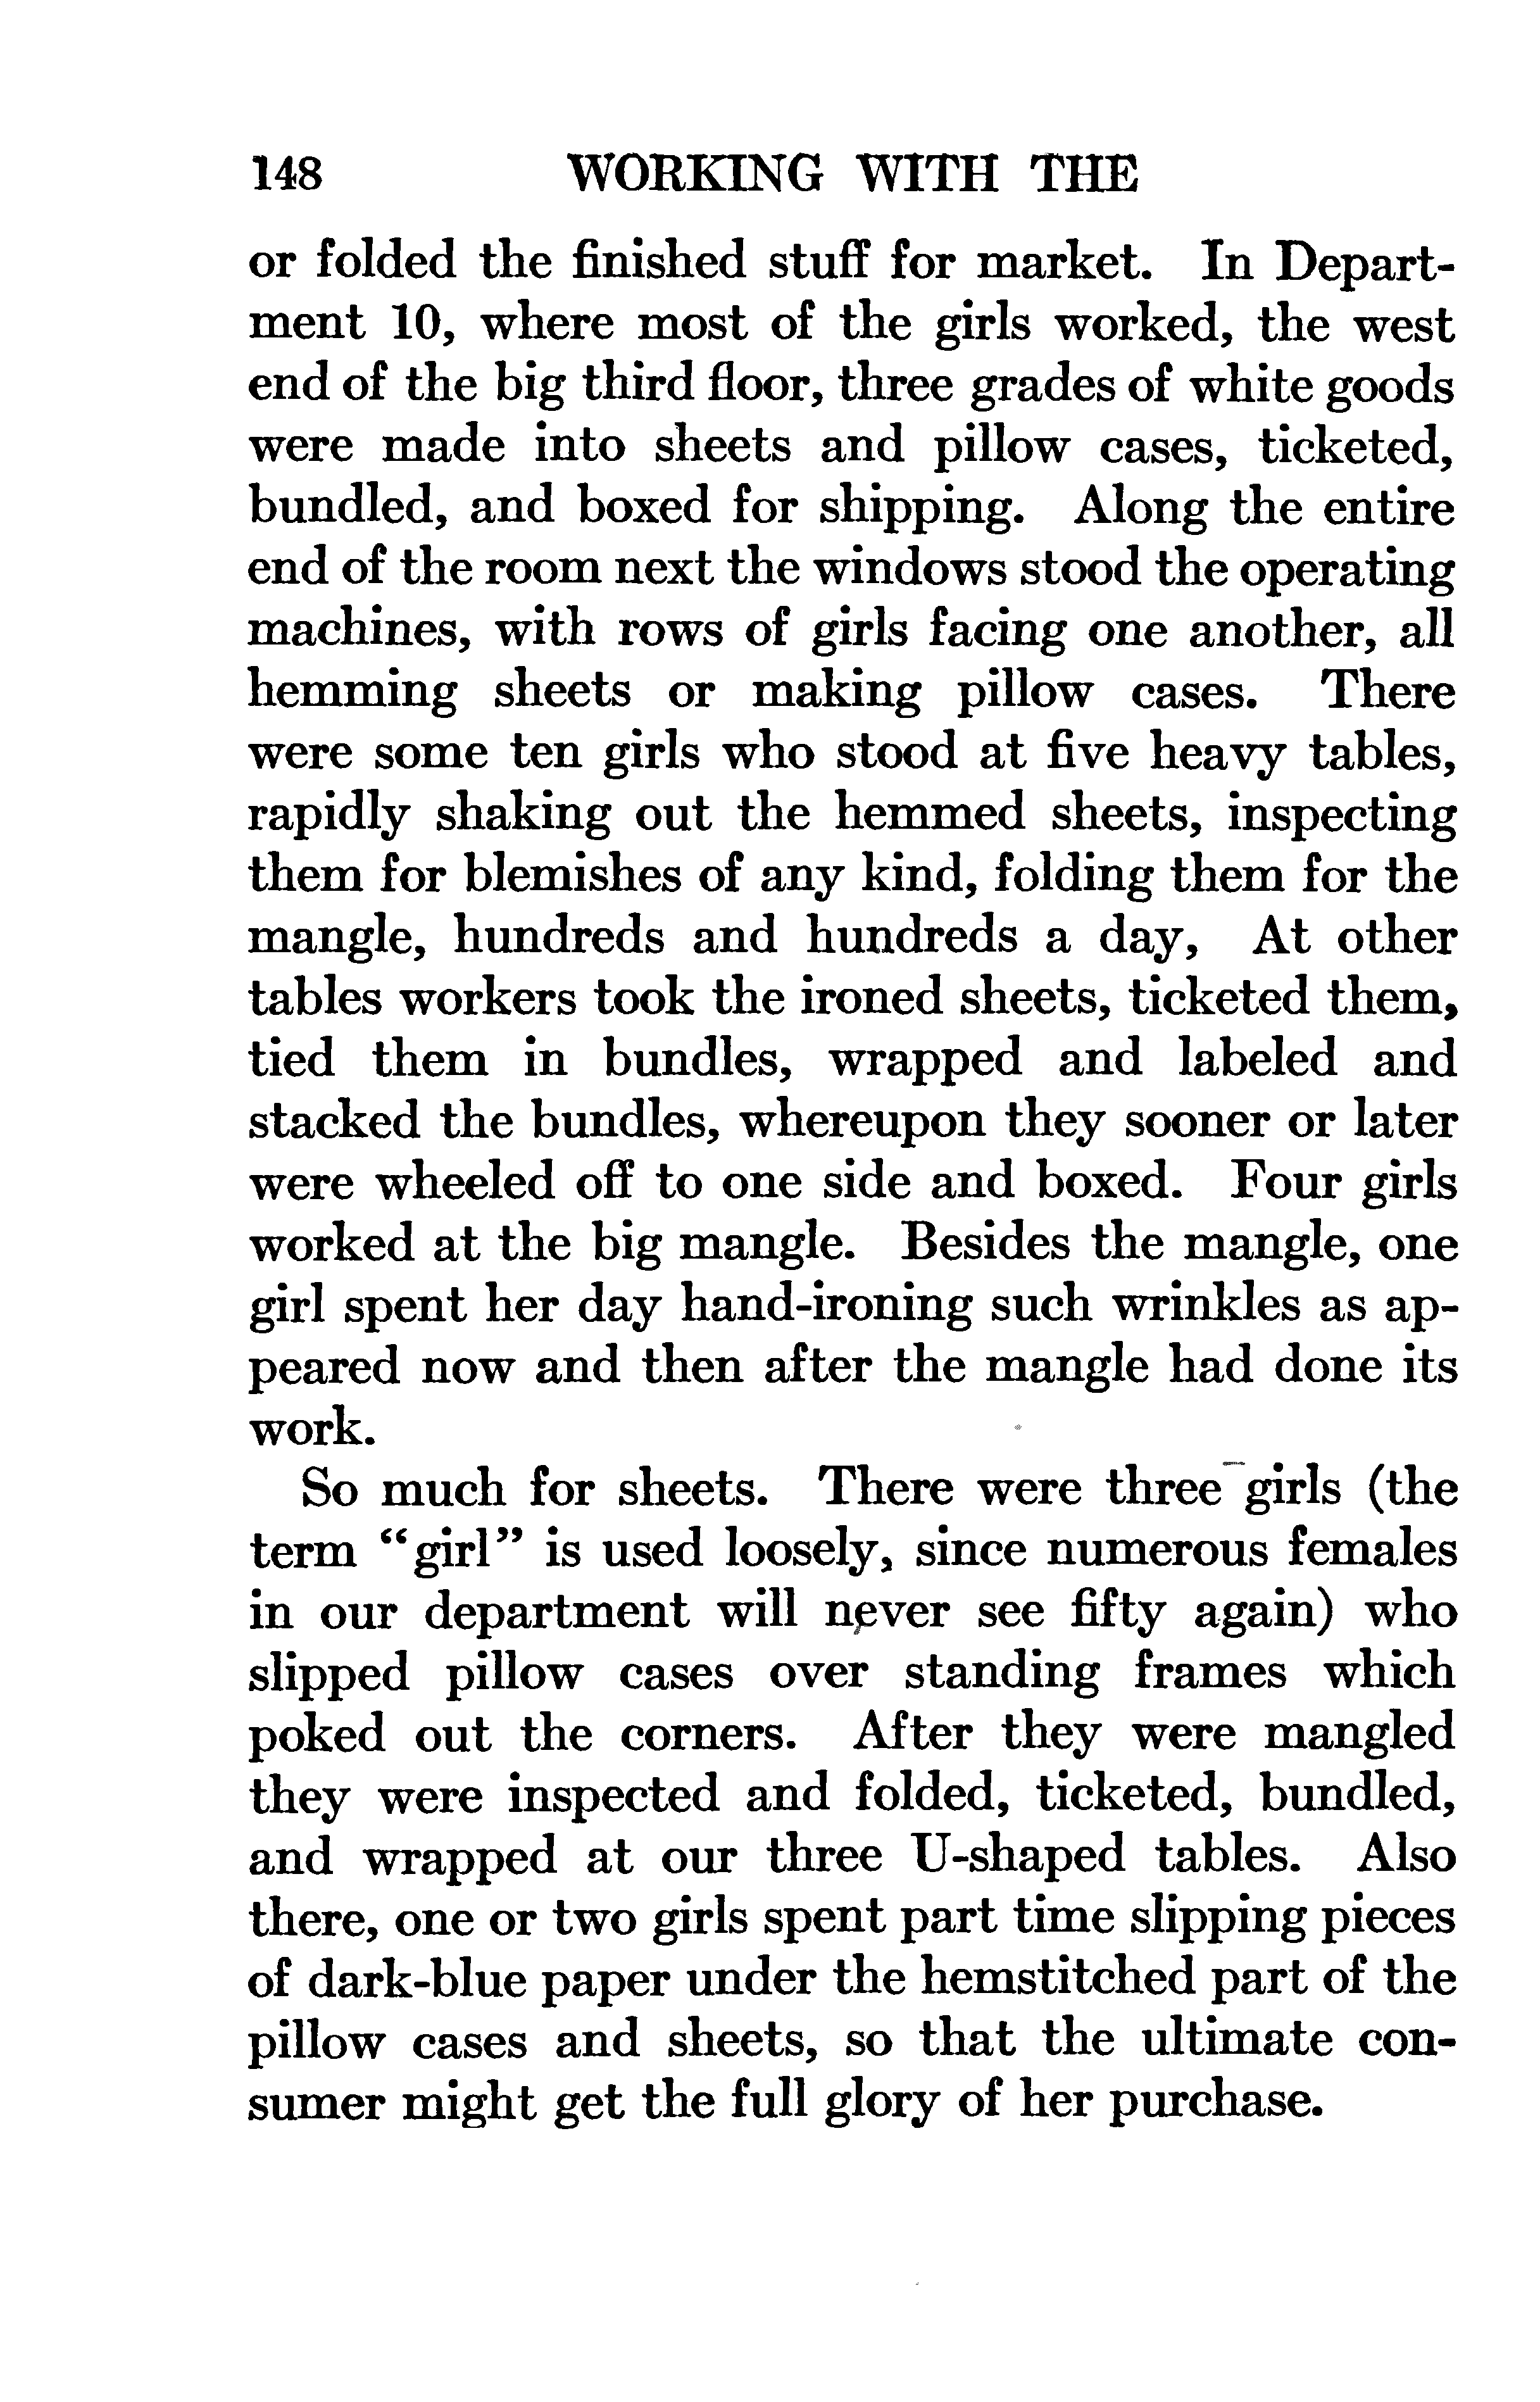 148 WORKING WITH THE
or folded the finished stuff for market. In Depart-
ment 10, where most of the girls worked, the west
end of the big third floor, three grades of white goods
were made into sheets and pillow cases, ticketed,
bundled, and boxed for shipping. Along the entire
end of the room next the windows stood the operating
machines, with rows of girls facing one another, all
hemming sheets or making pillow cases. There
were some ten girls who stood at five heavy tables,
rapidly shaking out the hemmed sheets, inspecting
them for blemishes of any kind, folding them for the
mangle, hundreds and hundreds a day, At other
tables workers took the ironed sheets, ticketed them,
tied them in bundles, wrapped and labeled and
stacked the bundles, whereupon they sooner or later
were wheeled off to one side and boxed. Four girls
worked at the big mangle. Besides the mangle, one
girl spent her day hand-ironing such wrinkles as ap-
peared now and then after the mangle had done its
work.
So much for sheets. There were three girls (the
term “girl” is used loosely, since numerous females
in our department will never see fifty again) who
slipped pillow cases over standing frames which
poked out the corners. After they were mangled
they were inspected and folded, ticketed, bundled,
and wrapped at our three U-shaped tables. Also
there, one or two girls spent part time slipping pieces
of dark-blue paper under the hemstitched part of the
pillow cases and sheets, so that the ultimate con-
sumer might get the full glory of her purchase.